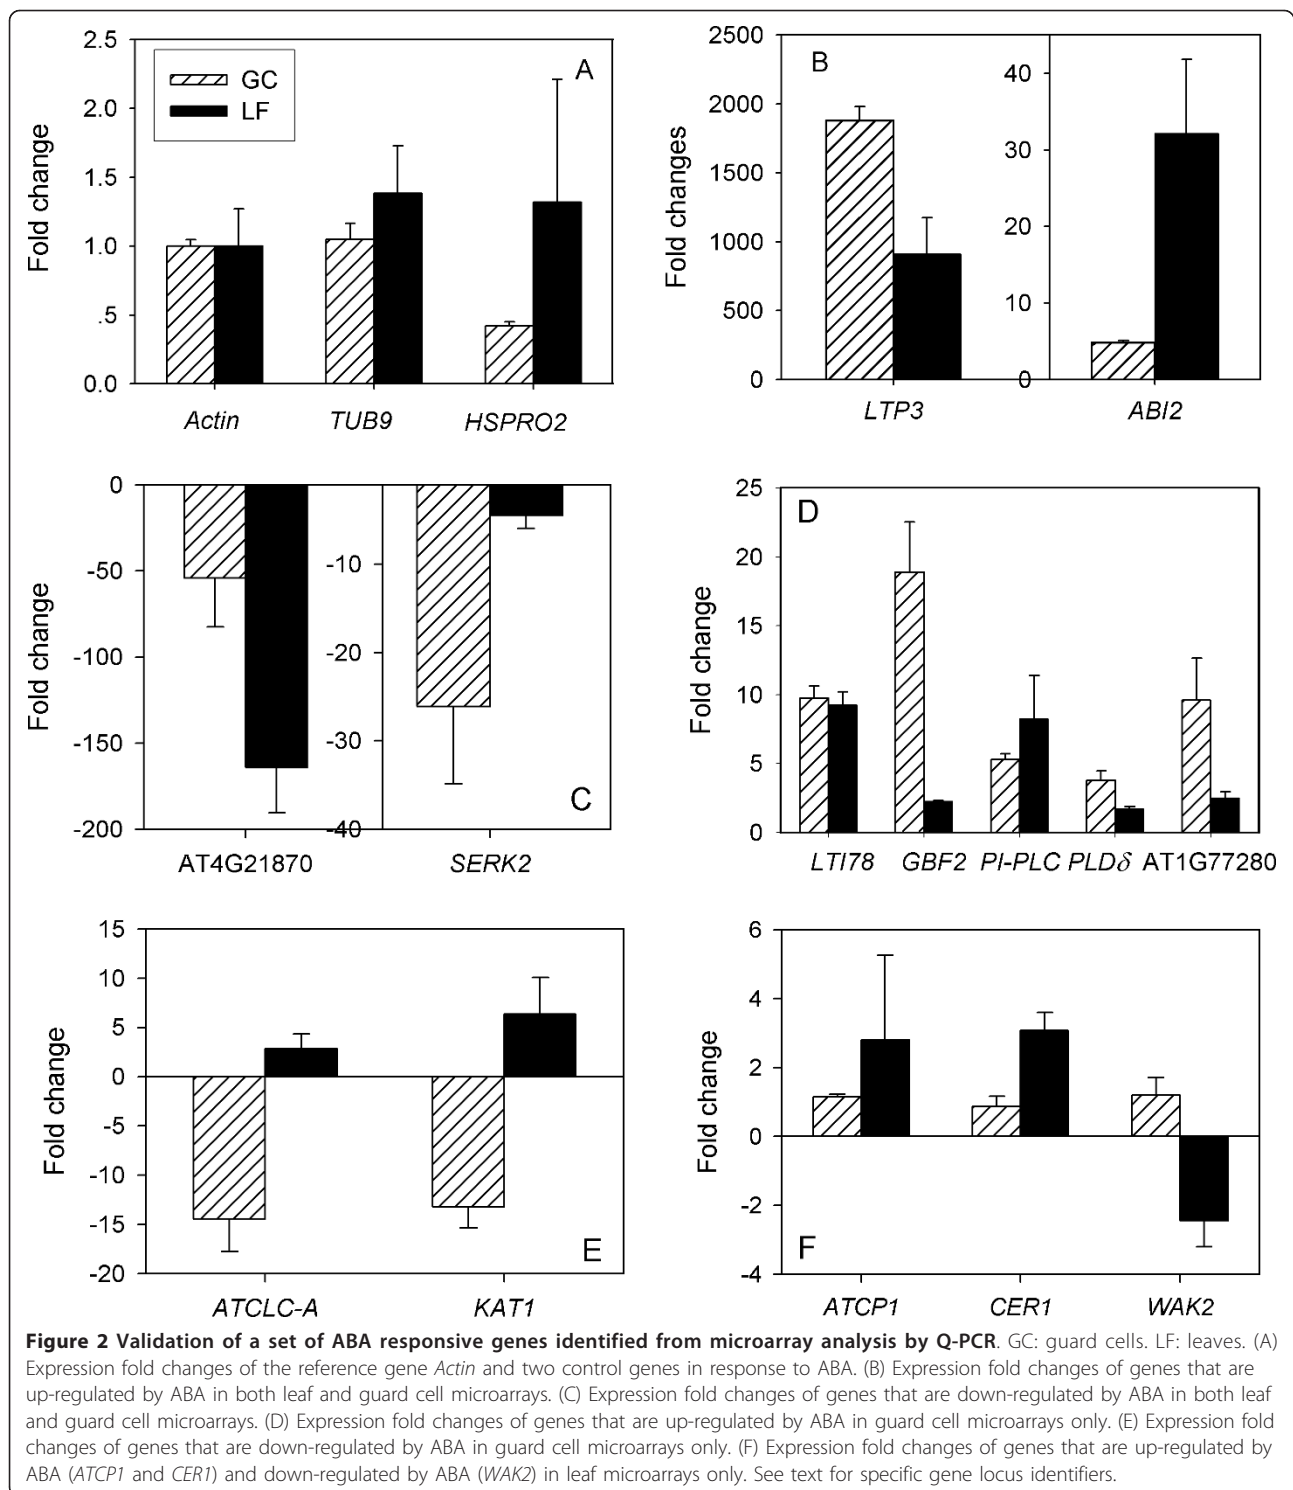 2.5
2.0
1.5
1.0
.5
0.0
Fold change
GC
LF
A
Actin TUB9 HSPRO2
2500
2000
1500
1000
500
0
Fold changes
B
40
30
20
10
0
LTP3 ABI2
0
-50
-100
-150
-200
Fold change
-10
-20
-30
-40
C
AT4G21870 SERK2
25
20
15
10
5
0
Fold change
D
LTI78 GBF2 PI-PLC PLDδ AT1G77280
15
10
5
0
-5
-10
-15
-20
Fold change
E
ATCLC-A KAT1
6
4
2
0
-2
-4
Fold change
F
ATCP1 CER1 WAK2
Figure 2 Validation of a set of ABA responsive genes identified from microarray analysis by Q-PCR. GC: guard cells. LF: leaves. (A)
Expression fold changes of the reference gene Actin and two control genes in response to ABA. (B) Expression fold changes of genes that are
up-regulated by ABA in both leaf and guard cell microarrays. (C) Expression fold changes of genes that are down-regulated by ABA in both leaf
and guard cell microarrays. (D) Expression fold changes of genes that are up-regulated by ABA in guard cell microarrays only. (E) Expression fold
changes of genes that are down-regulated by ABA in guard cell microarrays only. (F) Expression fold changes of genes that are up-regulated by
ABA (ATCP1 and CER1) and down-regulated by ABA (WAK2) in leaf microarrays only. See text for specific gene locus identifiers.